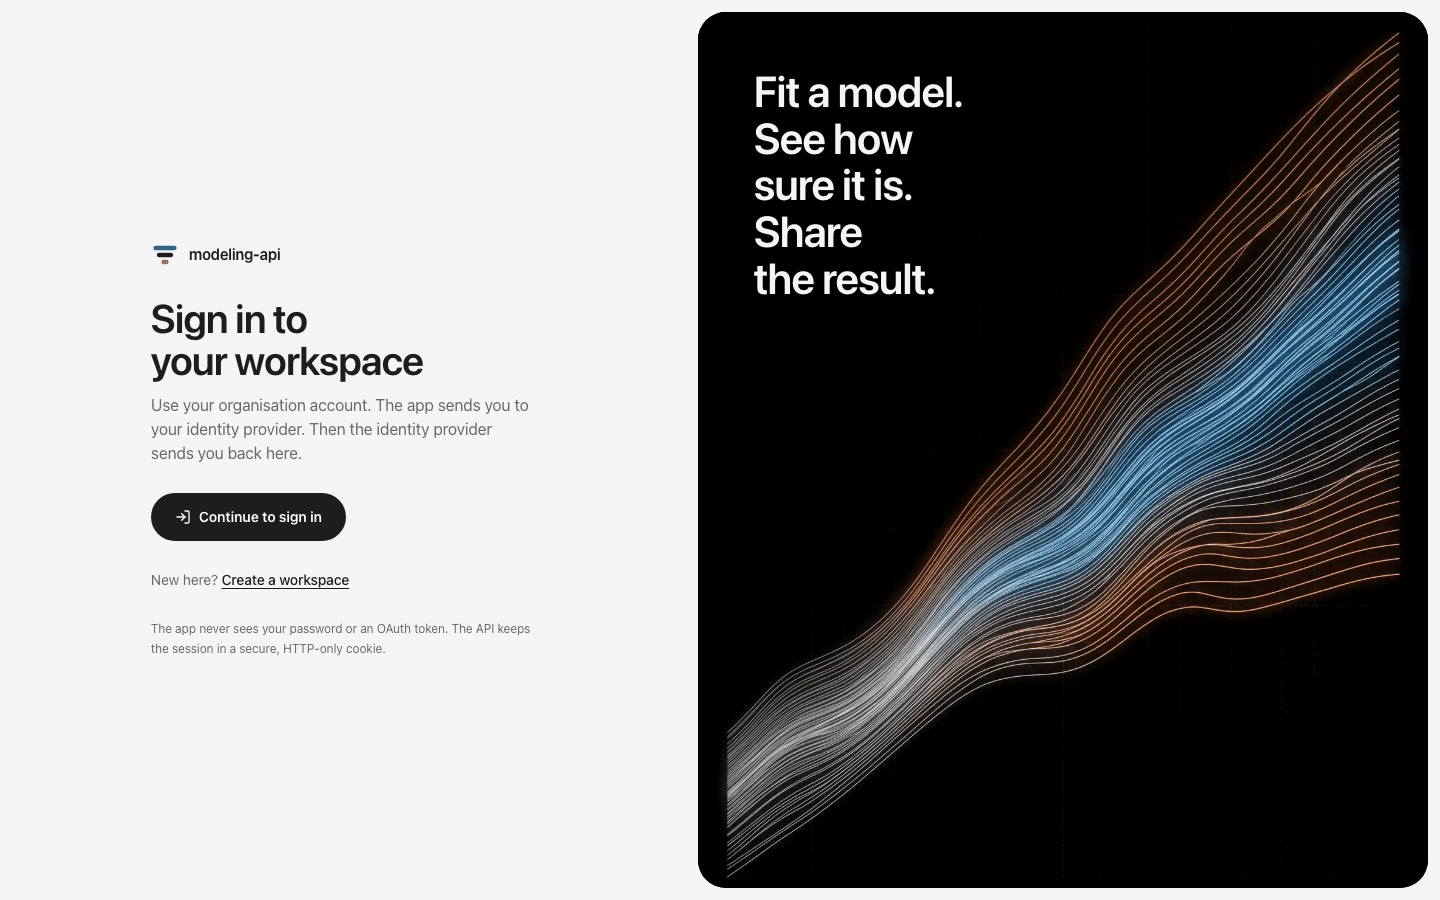 modeling-api
Sign in to
your workspace
Use your organisation account. The app sends you to
your identity provider. Then the identity provider
sends you back here.
Continue to sign in
New here? Create a workspace
The app never sees your password or an OAuth token. The API keeps
the session in a secure, HTTP-only cookie.
Fit a model.
See how
sure it is.
Share
the result.